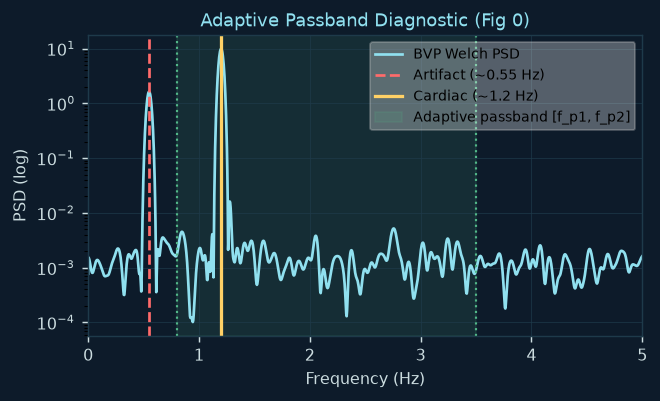 Adaptive Passband Diagnostic (Fig 0)
BVP Welch PSD
Artifact (~0.55 Hz)
Cardiac (~1.2 Hz)
Adaptive passband [f_p1, f_p2]
PSD (log)
10¹
10⁰
10⁻¹
10⁻²
10⁻³
10⁻⁴
0 1 2 3 4 5
Frequency (Hz)